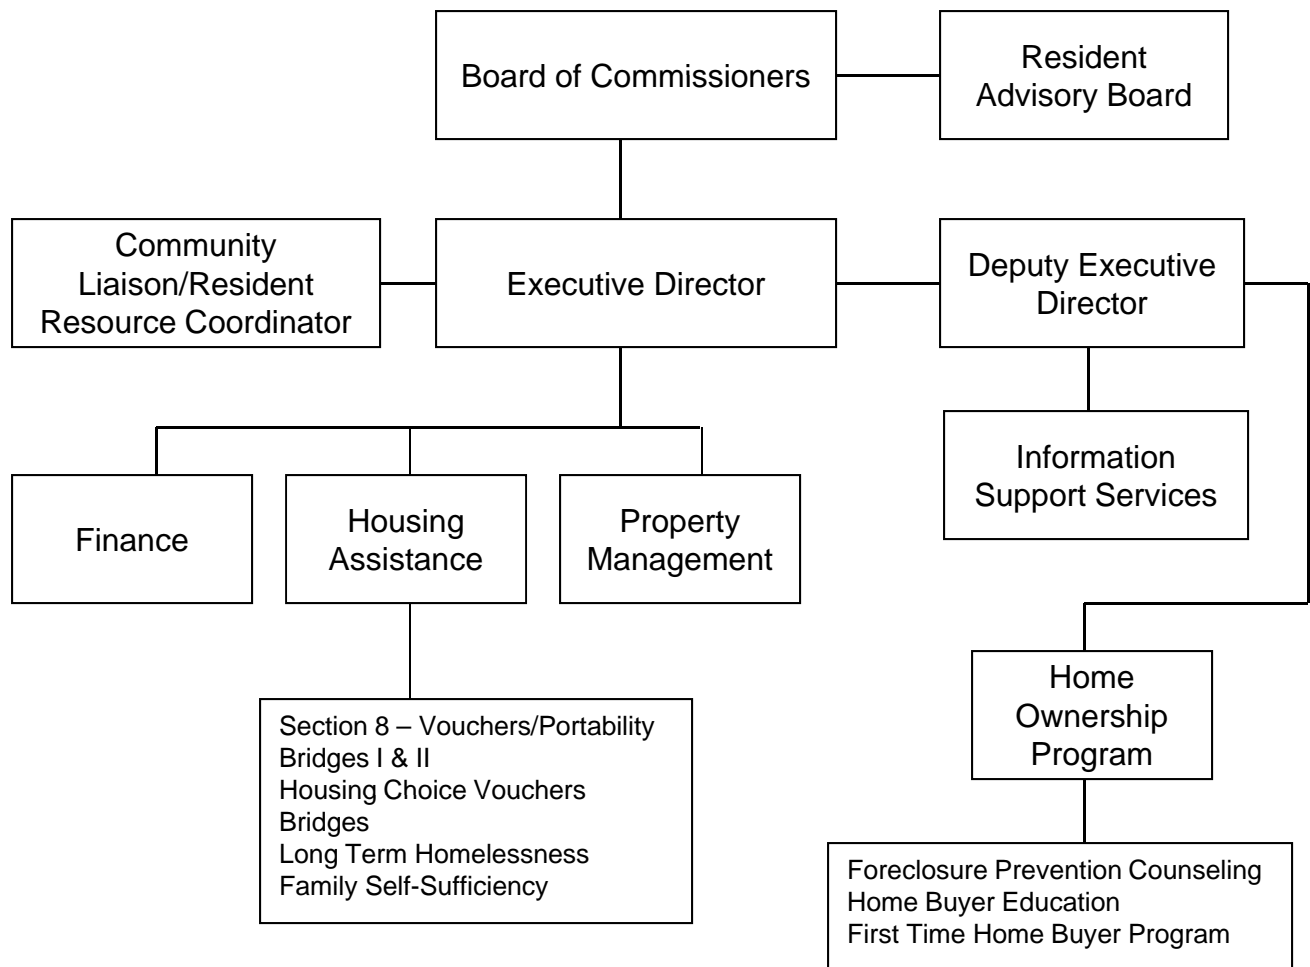 Board of Commissioners
Resident
Advisory Board
Community
Liaison/Resident
Resource Coordinator
Executive Director
Deputy Executive
Director
Information
Support Services
Finance
Housing
Assistance
Property
Management
Home
Ownership
Program
Section 8 – Vouchers/Portability
Bridges I & II
Housing Choice Vouchers
Bridges
Long Term Homelessness
Family Self-Sufficiency
Foreclosure Prevention Counseling
Home Buyer Education
First Time Home Buyer Program